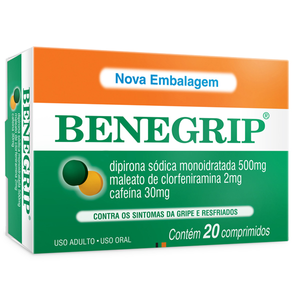 Nova Embalagem
BENEGRIP®
dipirona sódica monoidratada 500mg
maleato de clorfeniramina 2mg
cafeína 30mg
CONTRA OS SINTOMAS DA GRIPE E RESFRIADOS
USO ADULTO • USO ORAL
Contém 20 comprimidos
BENEGRIP